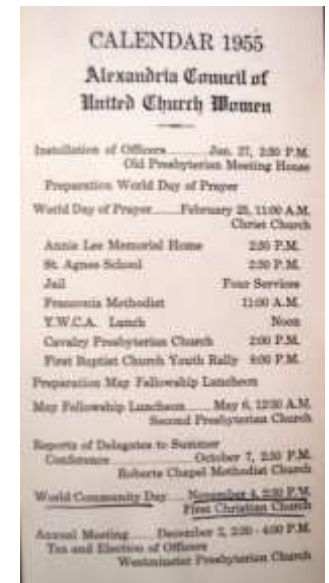 CALENDAR 1955
Alexandria Council of
United Church Women
Installation of Officers ........ Jan. 27, 2:30 P.M.
Old Presbyterian Meeting House
Preparation World Day of Prayer
World Day of Prayer ........ February 25, 11:00 A.M.
Christ Church
Annie Lee Memorial Home 2:30 P.M.
St. Agnes School 2:30 P.M.
Jail Four Services
Franconia Methodist 11:00 A.M.
Y.W.C.A. Lunch Noon
Cavalry Presbyterian Church 2:00 P.M.
First Baptist Church Youth Rally 8:00 P.M.
Preparation May Fellowship Luncheon
May Fellowship Luncheon ........ May 6, 12:30 A.M.
Second Presbyterian Church
Reports of Delegates to Summer
Conference ........ October 7, 2:30 P.M.
Roberts Chapel Methodist Church
World Community Day ........ November 4, 2:30 P.M.
First Christian Church
Annual Meeting ........ December 2, 2:30 - 4:00 P.M.
Tea and Election of Officers
Westminster Presbyterian Church